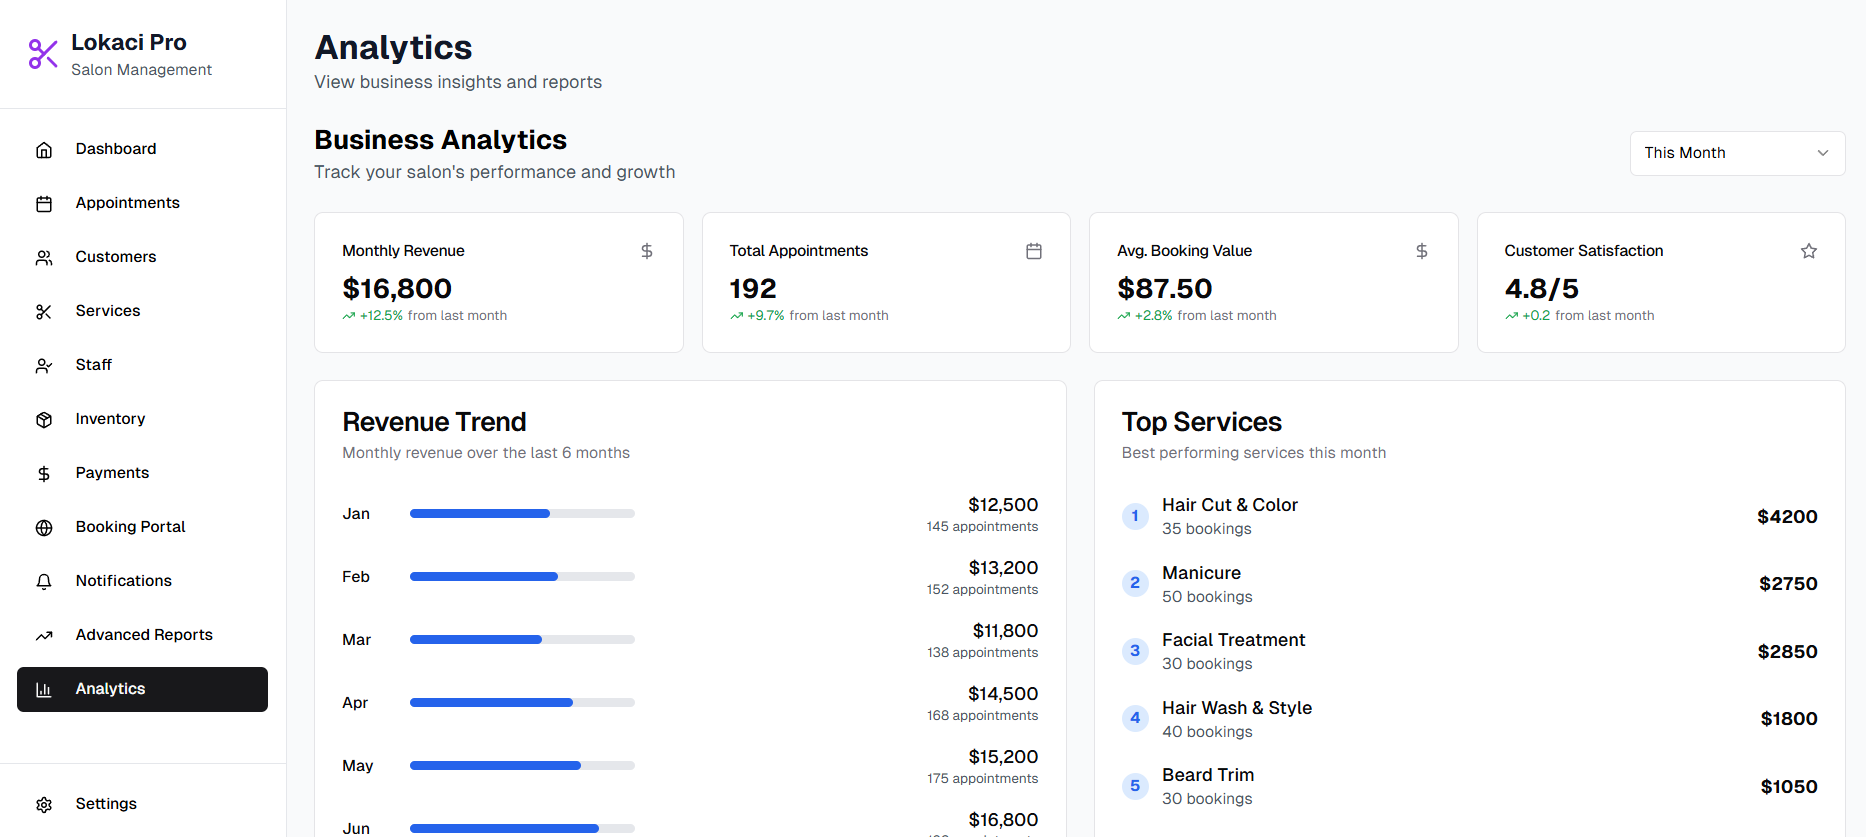 Lokaci Pro
Salon Management
Dashboard
Appointments
Customers
Services
Staff
Inventory
Payments
Booking Portal
Notifications
Advanced Reports
Analytics
Settings
Analytics
View business insights and reports
Business Analytics
Track your salon's performance and growth
This Month
Monthly Revenue
$
$16,800
+12.5% from last month
Total Appointments
192
+9.7% from last month
Avg. Booking Value
$
$87.50
+2.8% from last month
Customer Satisfaction
4.8/5
+0.2 from last month
Revenue Trend
Monthly revenue over the last 6 months
Jan
$12,500
145 appointments
Feb
$13,200
152 appointments
Mar
$11,800
138 appointments
Apr
$14,500
168 appointments
May
$15,200
175 appointments
Jun
$16,800
Top Services
Best performing services this month
1
Hair Cut & Color
35 bookings
$4200
2
Manicure
50 bookings
$2750
3
Facial Treatment
30 bookings
$2850
4
Hair Wash & Style
40 bookings
$1800
5
Beard Trim
30 bookings
$1050